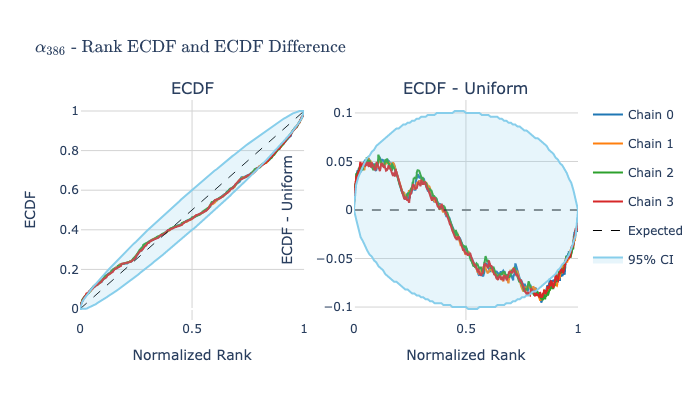 α386 - Rank ECDF and ECDF Difference
ECDF
ECDF - Uniform
ECDF
1
0.8
0.6
0.4
0.2
0
0
0.5
1
Normalized Rank
ECDF - Uniform
0.1
0.05
0
−0.05
−0.1
0
0.5
1
Normalized Rank
Chain 0
Chain 1
Chain 2
Chain 3
Expected
95% CI